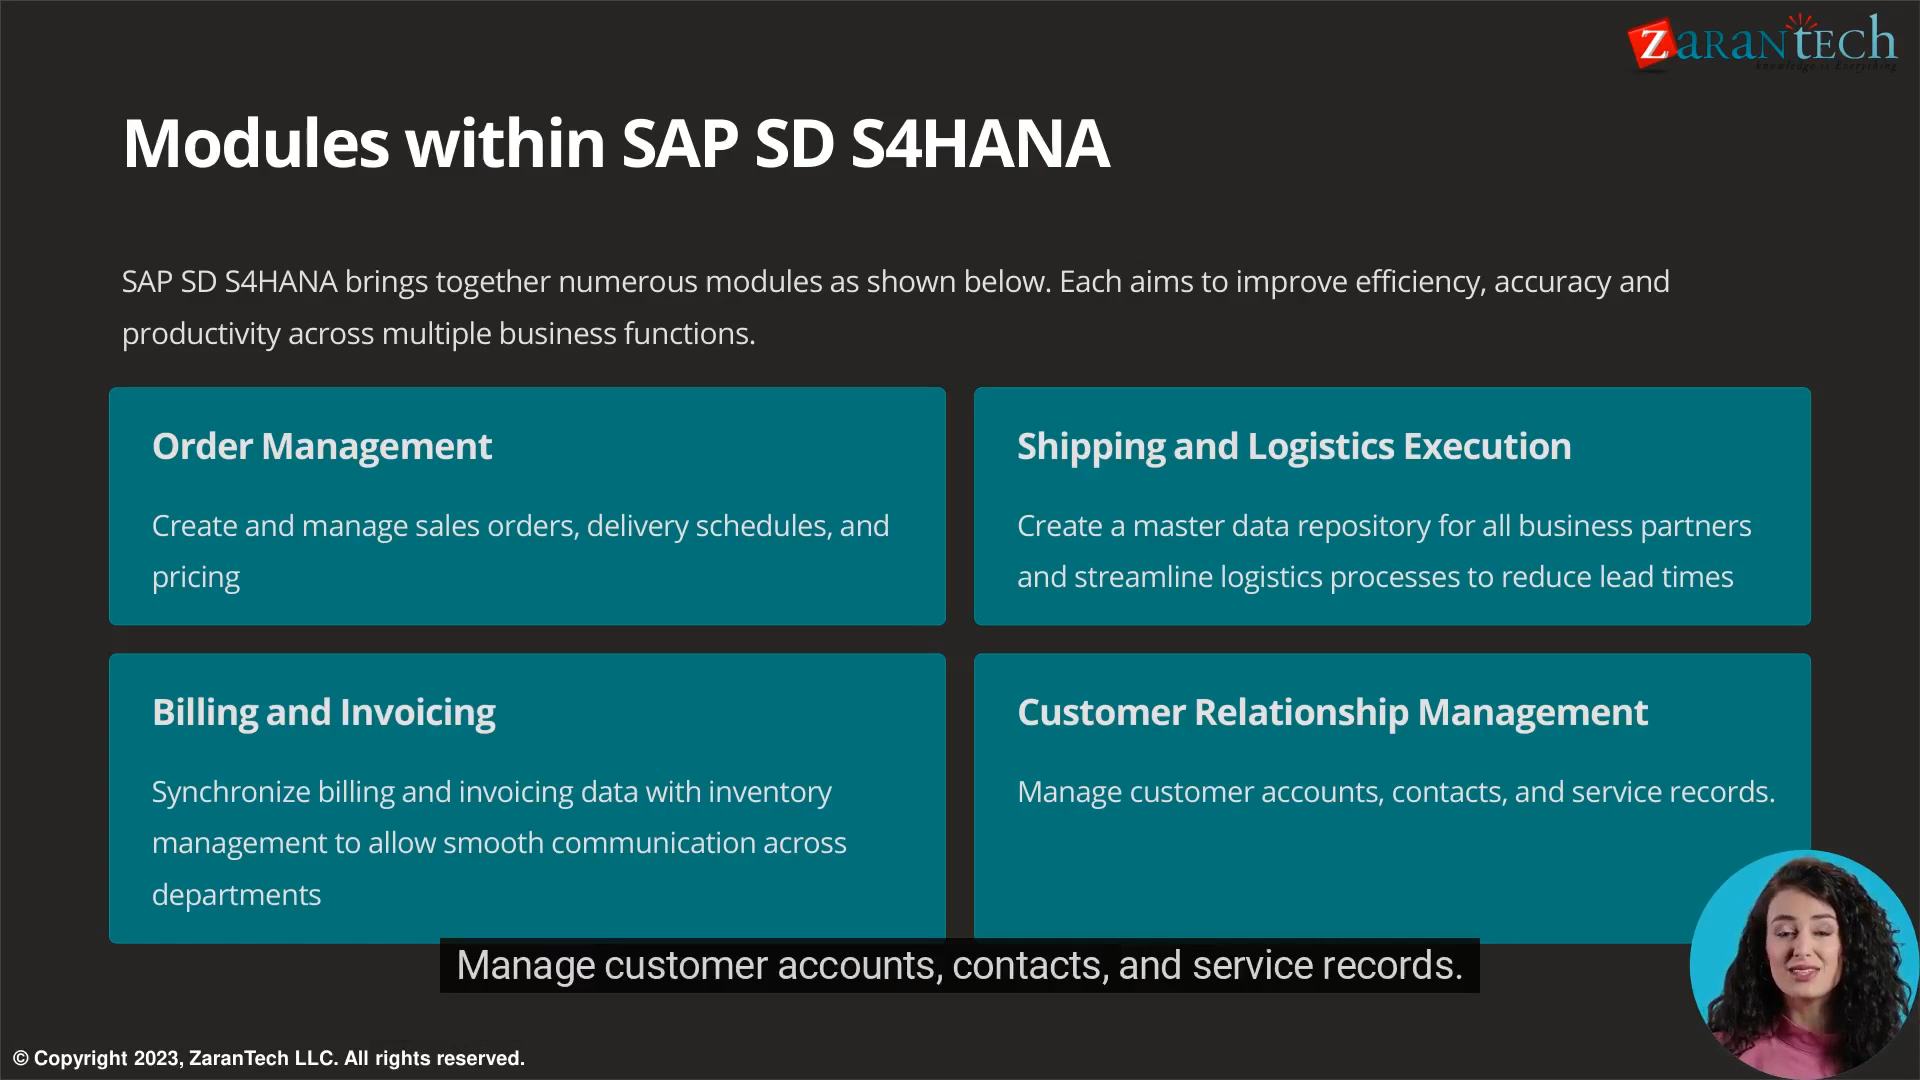 ZaranTech
knowledge is Everything
Modules within SAP SD S4HANA
SAP SD S4HANA brings together numerous modules as shown below. Each aims to improve efficiency, accuracy and
productivity across multiple business functions.
Order Management
Create and manage sales orders, delivery schedules, and
pricing
Shipping and Logistics Execution
Create a master data repository for all business partners
and streamline logistics processes to reduce lead times
Billing and Invoicing
Synchronize billing and invoicing data with inventory
management to allow smooth communication across
departments
Customer Relationship Management
Manage customer accounts, contacts, and service records.
Manage customer accounts, contacts, and service records.
© Copyright 2023, ZaranTech LLC. All rights reserved.